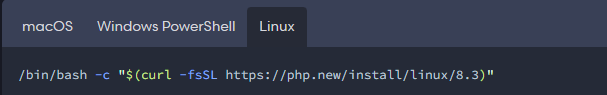 macOS Windows PowerShell Linux
/bin/bash -c "$(curl -fsSL https://php.new/install/linux/8.3)"